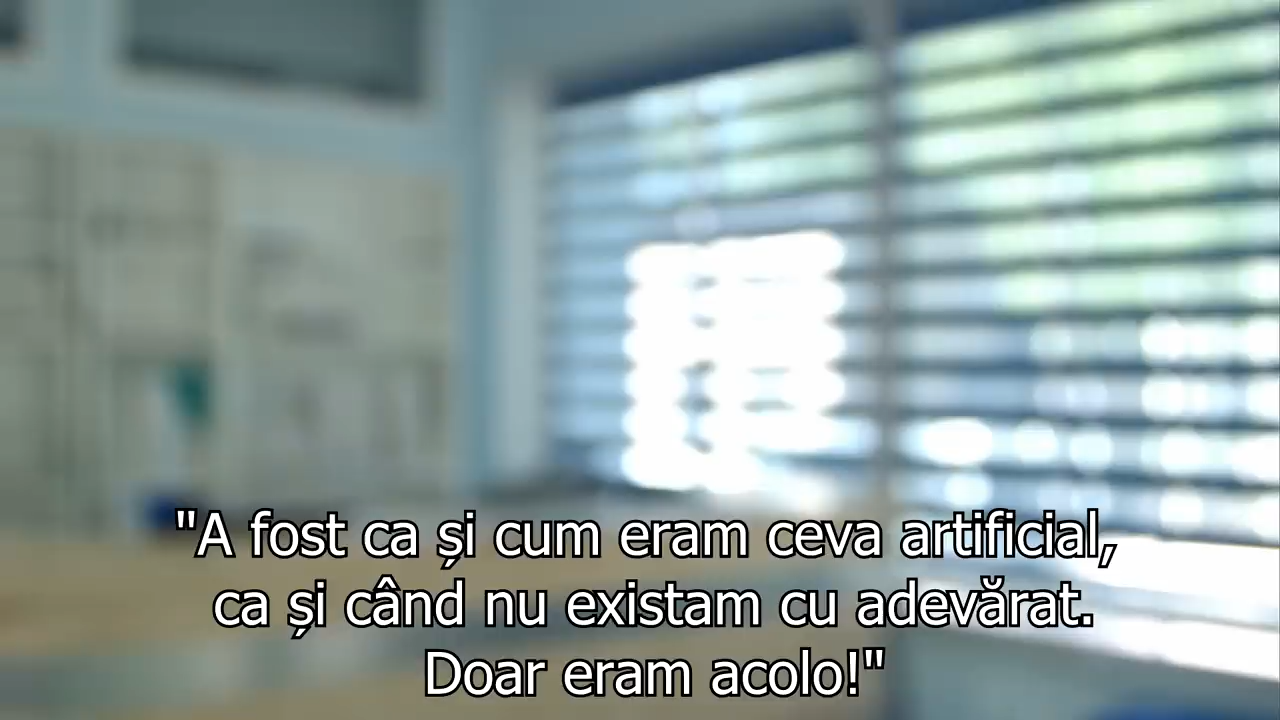 "A fost ca și cum eram ceva artificial,
ca și când nu existam cu adevărat.
Doar eram acolo!"